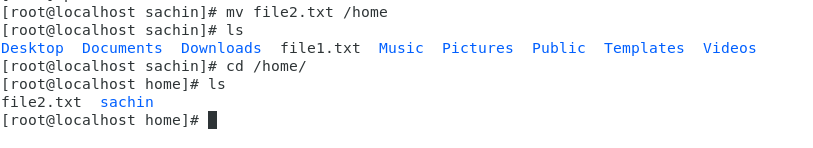 [root@localhost sachin]# mv file2.txt /home
[root@localhost sachin]# ls
Desktop  Documents  Downloads  file1.txt  Music  Pictures  Public  Templates  Videos
[root@localhost sachin]# cd /home/
[root@localhost home]# ls
file2.txt  sachin
[root@localhost home]#